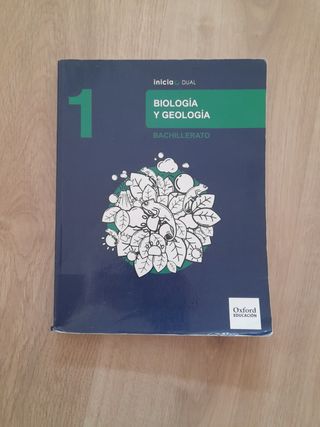 inicia DUAL
1
BIOLOGÍA
Y GEOLOGÍA
BACHILLERATO
Oxford
EDUCACIÓN